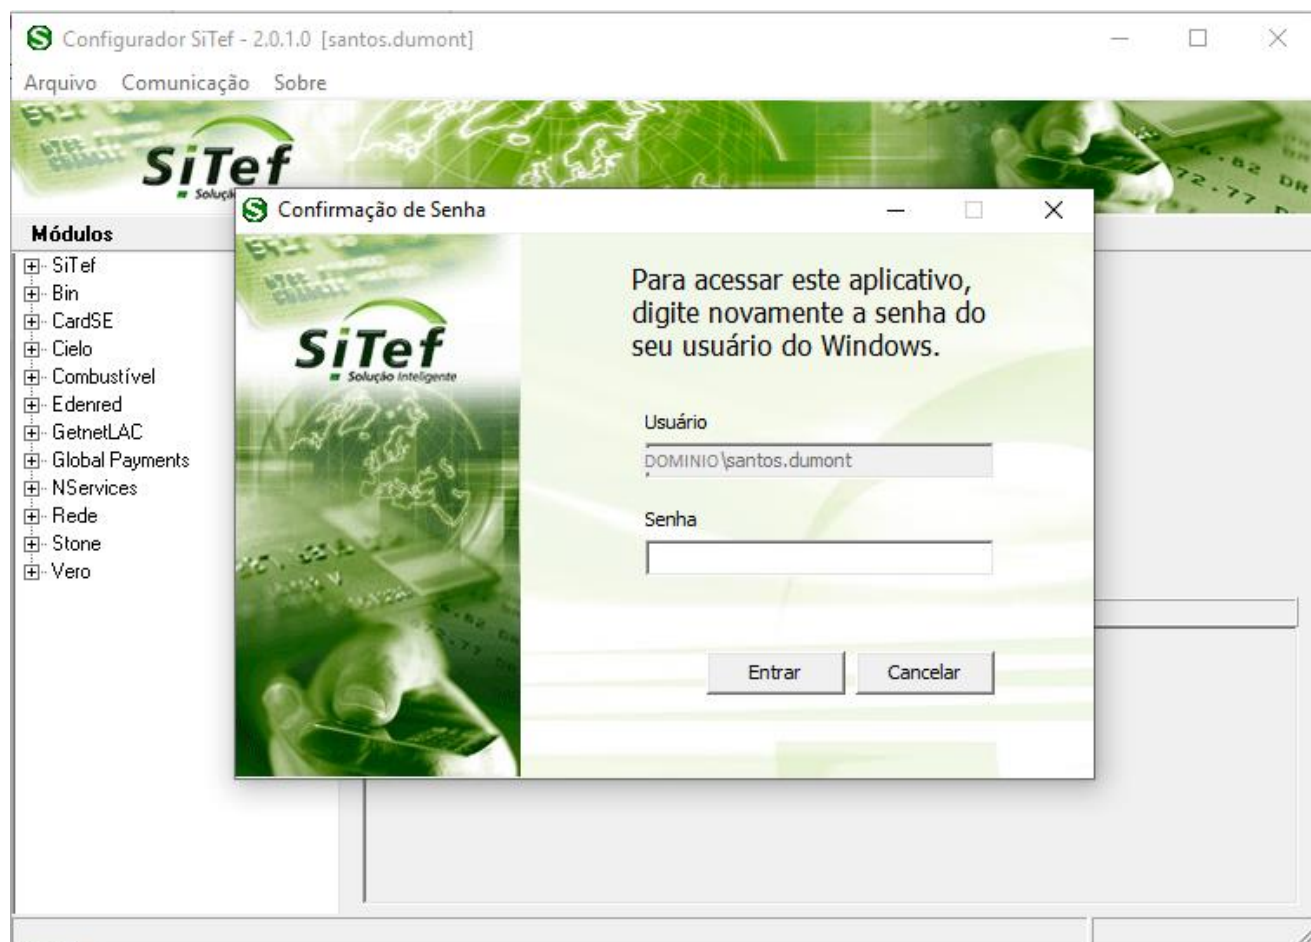 Configurador SiTef - 2.0.1.0 [santos.dumont]
Arquivo Comunicação Sobre
SiTef
Módulos
SiTef
Bin
CardSE
Cielo
Combustível
Edenred
GetnetLAC
Global Payments
NServices
Rede
Stone
Vero
Confirmação de Senha
SiTef
Solução Inteligente
Para acessar este aplicativo,
digite novamente a senha do
seu usuário do Windows.
Usuário
DOMINIO\santos.dumont
Senha
Entrar Cancelar